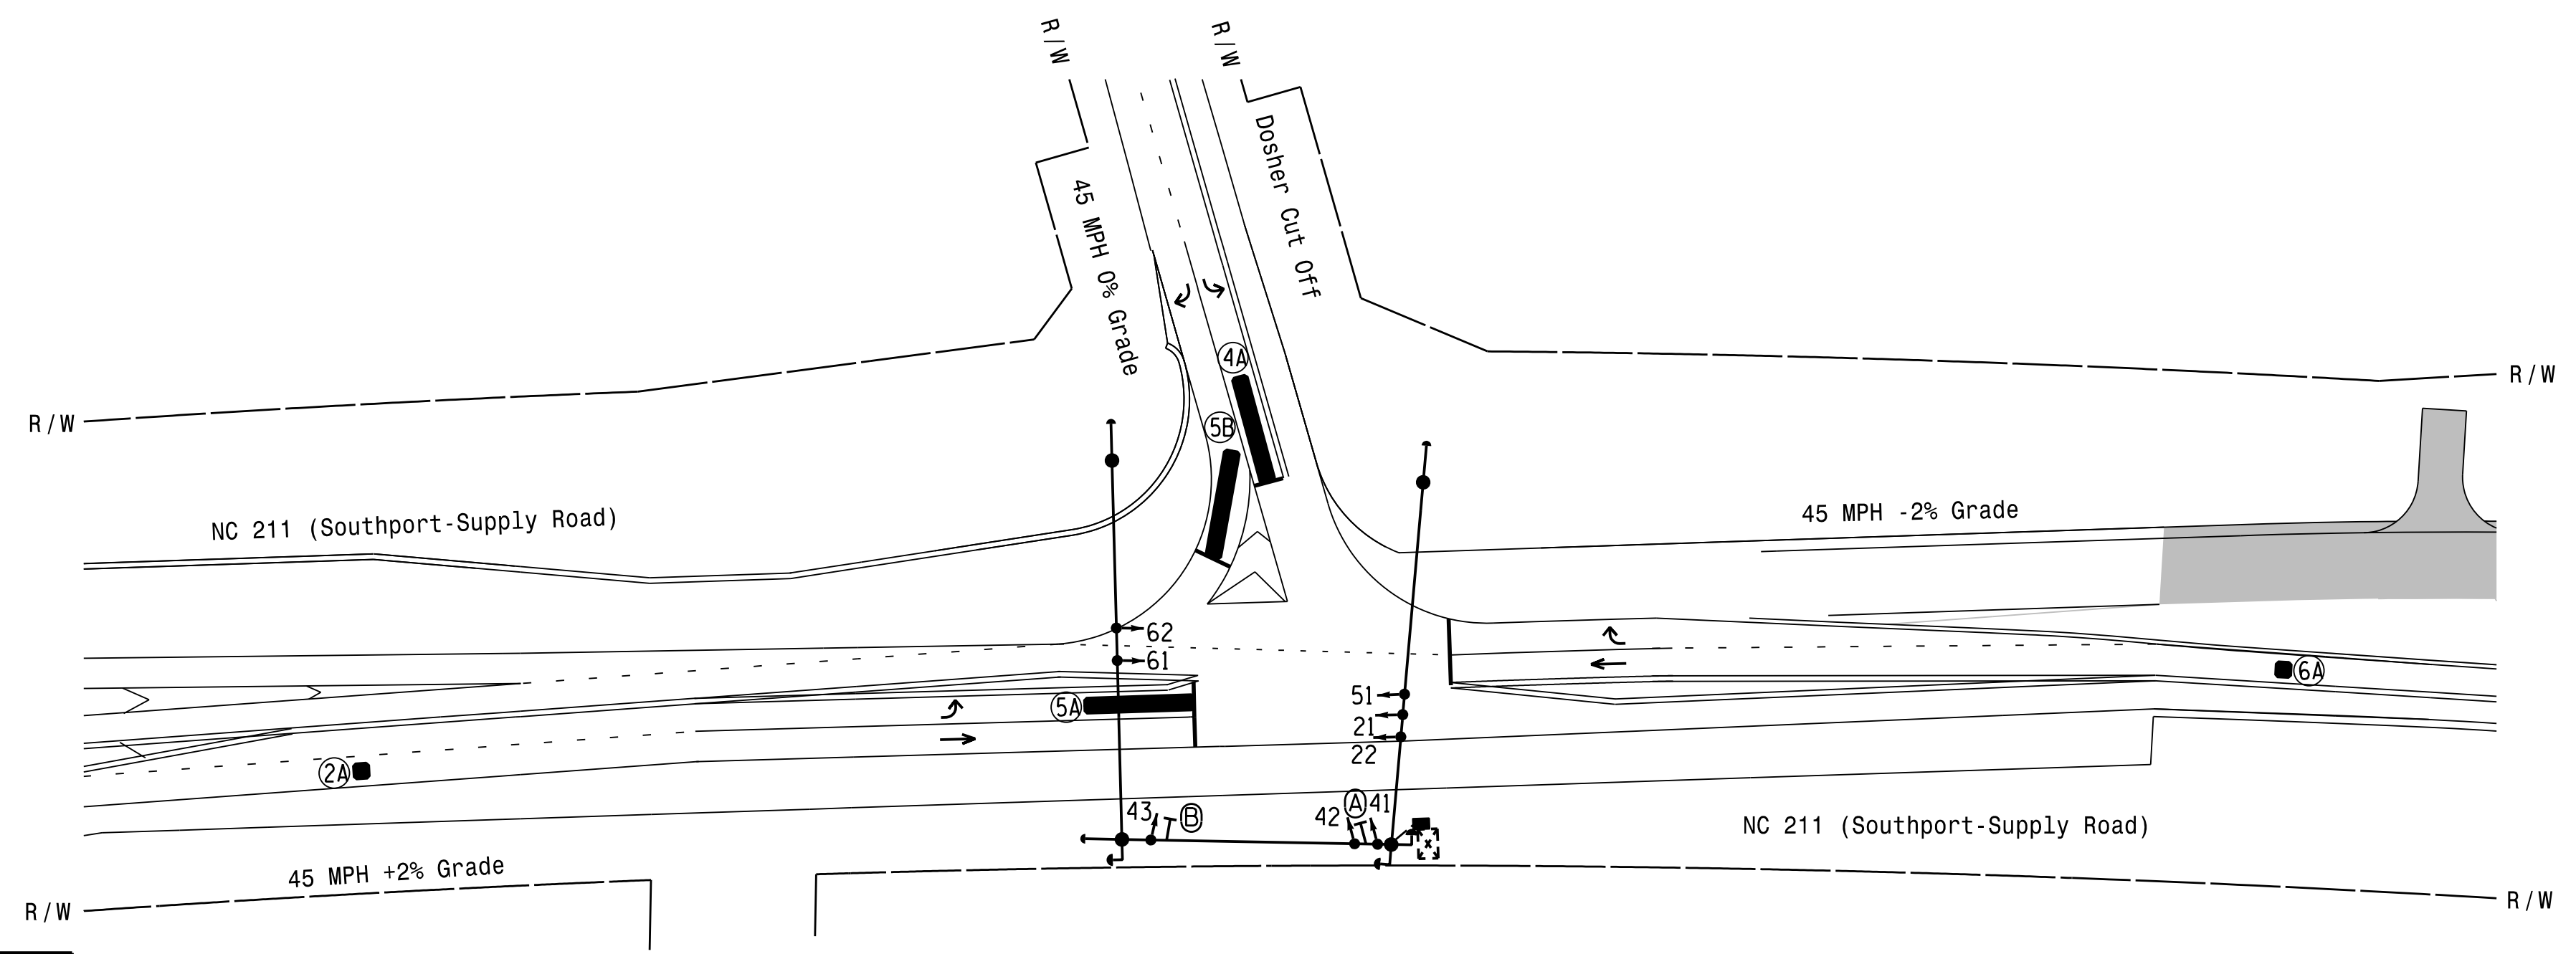 R/W
R/W
Dosher Cut Off
45 MPH 0% Grade
4A
R/W
R/W
5B
NC 211 (Southport-Supply Road)
45 MPH -2% Grade
62
61
6A
51
5A
21
22
2A
43
B
42
A
41
NC 211 (Southport-Supply Road)
45 MPH +2% Grade
R/W
R/W